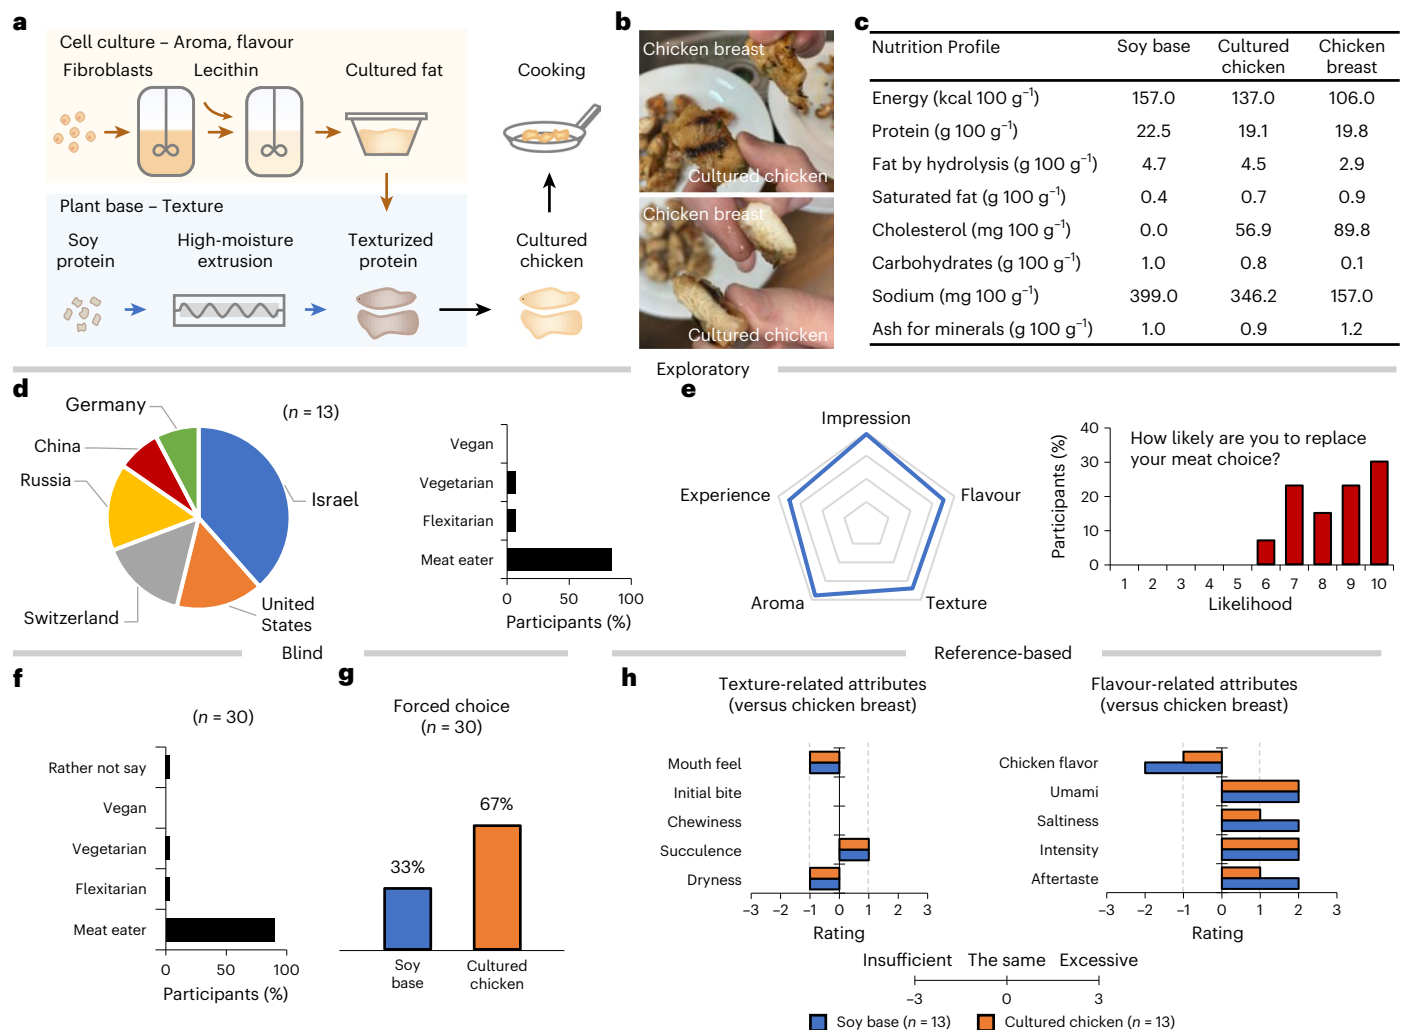 a
Cell culture – Aroma, flavour
Fibroblasts
Lecithin
Cultured fat
Cooking
Plant base – Texture
Soy
protein
High-moisture
extrusion
Texturized
protein
Cultured
chicken
b
Chicken breast
Cultured chicken
Chicken breast
Cultured chicken
c
Nutrition Profile Soy base Cultured chicken Chicken breast
Energy (kcal 100 g⁻¹) 157.0 137.0 106.0
Protein (g 100 g⁻¹) 22.5 19.1 19.8
Fat by hydrolysis (g 100 g⁻¹) 4.7 4.5 2.9
Saturated fat (g 100 g⁻¹) 0.4 0.7 0.9
Cholesterol (mg 100 g⁻¹) 0.0 56.9 89.8
Carbohydrates (g 100 g⁻¹) 1.0 0.8 0.1
Sodium (mg 100 g⁻¹) 399.0 346.2 157.0
Ash for minerals (g 100 g⁻¹) 1.0 0.9 1.2
Exploratory
d
(n = 13)
Germany
China
Russia
Switzerland
United
States
Israel
Vegan
Vegetarian
Flexitarian
Meat eater
0 50 100
Participants (%)
e
Impression
Experience
Flavour
Aroma
Texture
How likely are you to replace
your meat choice?
Participants (%)
40
30
20
10
0
1 2 3 4 5 6 7 8 9 10
Likelihood
Blind
Reference-based
f
(n = 30)
Rather not say
Vegan
Vegetarian
Flexitarian
Meat eater
0 50 100
Participants (%)
g
Forced choice
(n = 30)
33%
67%
Soy
base
Cultured
chicken
h
Texture-related attributes
(versus chicken breast)
Mouth feel
Initial bite
Chewiness
Succulence
Dryness
–3 –2 –1 0 1 2 3
Rating
Flavour-related attributes
(versus chicken breast)
Chicken flavor
Umami
Saltiness
Intensity
Aftertaste
–3 –2 –1 0 1 2 3
Rating
Insufficient The same Excessive
–3 0 3
Soy base (n = 13) Cultured chicken (n = 13)